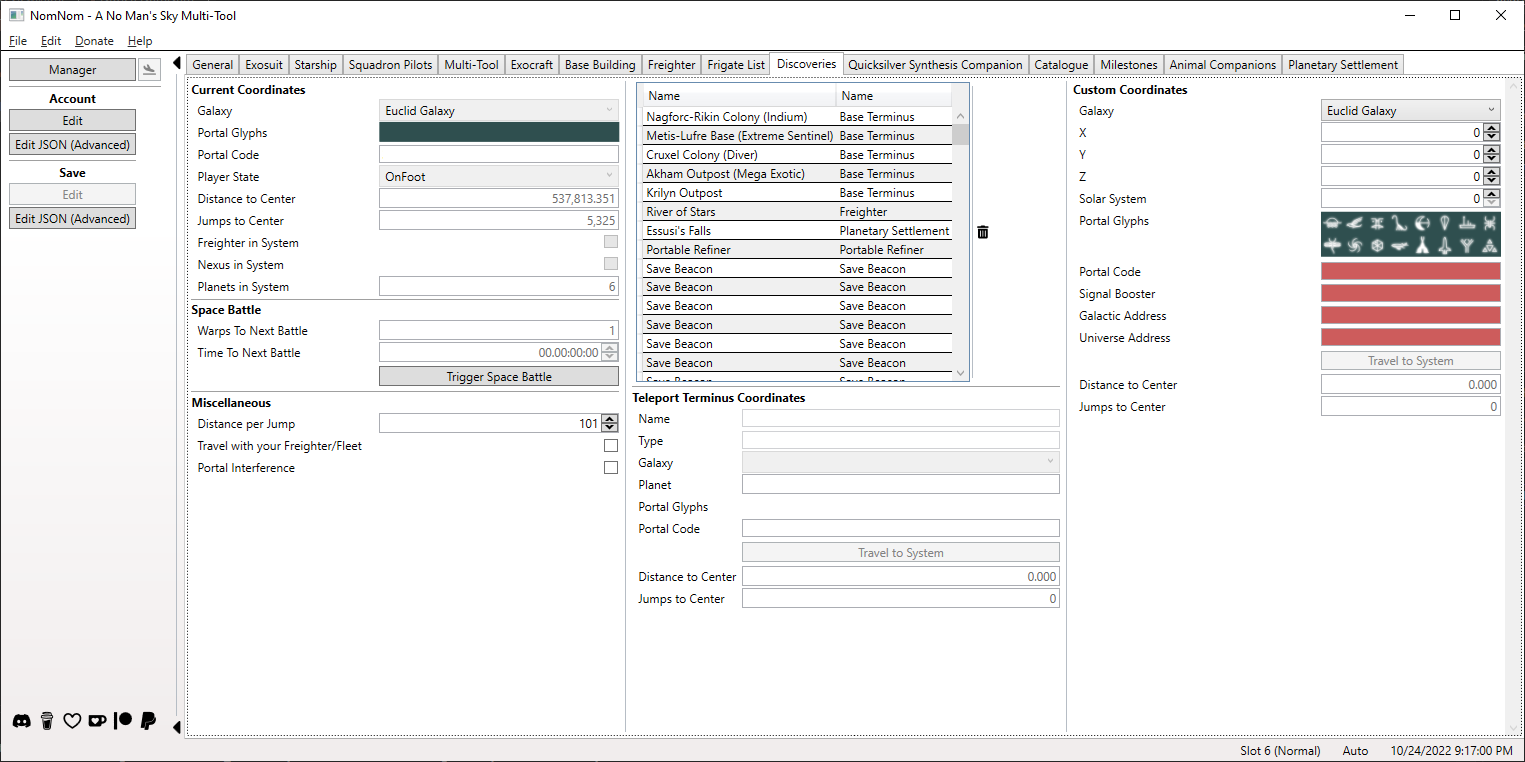 NomNom - A No Man's Sky Multi-Tool
File Edit Donate Help
Manager
Account
Edit
Edit JSON (Advanced)
Save
Edit
Edit JSON (Advanced)
General Exosuit Starship Squadron Pilots Multi-Tool Exocraft Base Building Freighter Frigate List Discoveries Quicksilver Synthesis Companion Catalogue Milestones Animal Companions Planetary Settlement
Current Coordinates
Galaxy Euclid Galaxy
Portal Glyphs
Portal Code
Player State OnFoot
Distance to Center 537,813.351
Jumps to Center 5,325
Freighter in System
Nexus in System
Planets in System 6
Space Battle
Warps To Next Battle 1
Time To Next Battle 00.00:00:00
Trigger Space Battle
Miscellaneous
Distance per Jump 101
Travel with your Freighter/Fleet
Portal Interference
Name Name
Nagforc-Rikin Colony (Indium) Base Terminus
Metis-Lufre Base (Extreme Sentinel) Base Terminus
Cruxel Colony (Diver) Base Terminus
Akham Outpost (Mega Exotic) Base Terminus
Krilyn Outpost Base Terminus
River of Stars Freighter
Essusi's Falls Planetary Settlement
Portable Refiner Portable Refiner
Save Beacon Save Beacon
Save Beacon Save Beacon
Save Beacon Save Beacon
Save Beacon Save Beacon
Save Beacon Save Beacon
Save Beacon Save Beacon
Save Beacon Save Beacon
Teleport Terminus Coordinates
Name
Type
Galaxy
Planet
Portal Glyphs
Portal Code
Travel to System
Distance to Center 0.000
Jumps to Center 0
Custom Coordinates
Galaxy Euclid Galaxy
X 0
Y 0
Z 0
Solar System 0
Portal Glyphs
Portal Code
Signal Booster
Galactic Address
Universe Address
Travel to System
Distance to Center 0.000
Jumps to Center 0
Slot 6 (Normal) Auto 10/24/2022 9:17:00 PM